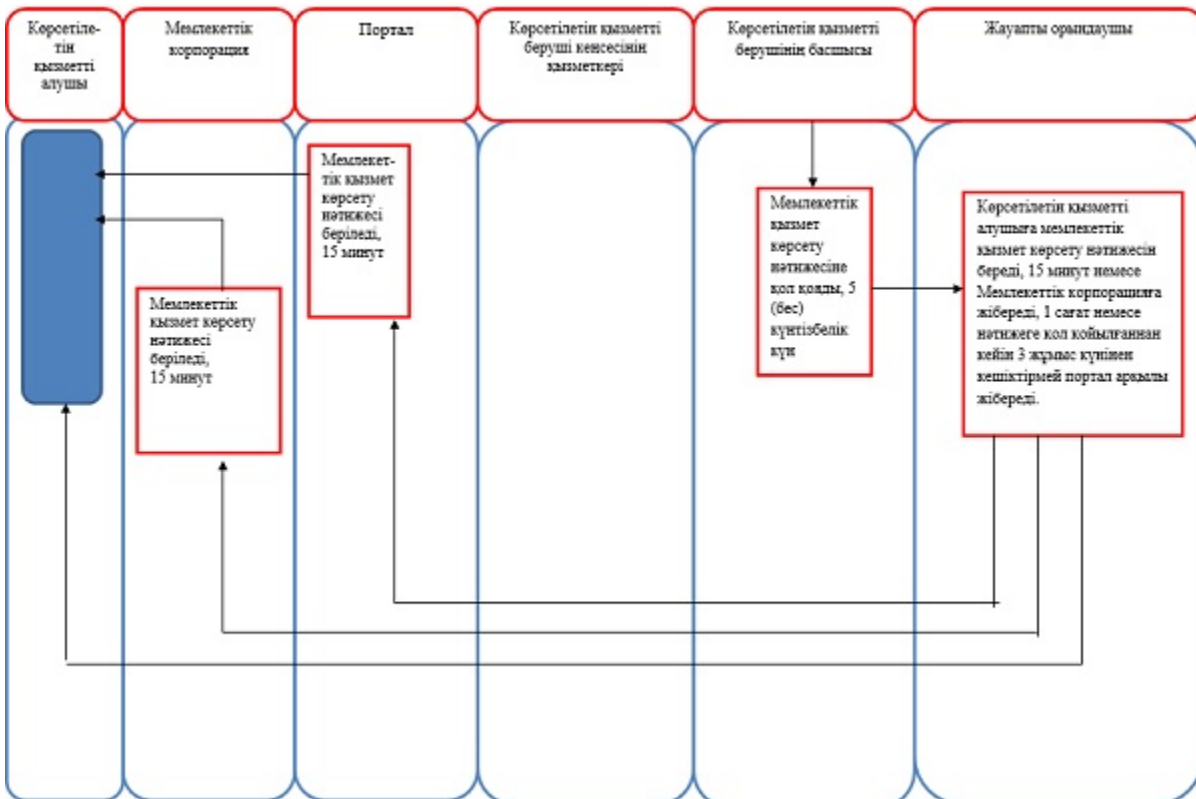 Көрсетіле-
тін
қызметті
алушы
Мемлекеттік
корпорация
Портал
Көрсетілетін қызметті
беруші кеңсесінің
қызметкері
Көрсетілетін қызметті
берушінің басшысы
Жауапты орындаушы
Мемлекет-
тік қызмет
көрсету
нәтижесі
беріледі,
15 минут
Мемлекеттік
қызмет көрсету
нәтижесі
беріледі,
15 минут
Мемлекеттік
қызмет
көрсету
нәтижесіне
қол қояды, 5
(бес)
күнтізбелік
күн
Көрсетілетін қызметті
алушыға мемлекеттік
қызмет көрсету нәтижесін
береді, 15 минут немесе
Мемлекеттік корпорацияға
жібереді, 1 сағат немесе
нәтижеге қол қойылғаннан
кейін 3 жұмыс күнінен
кешіктірмей портал арқылы
жібереді.